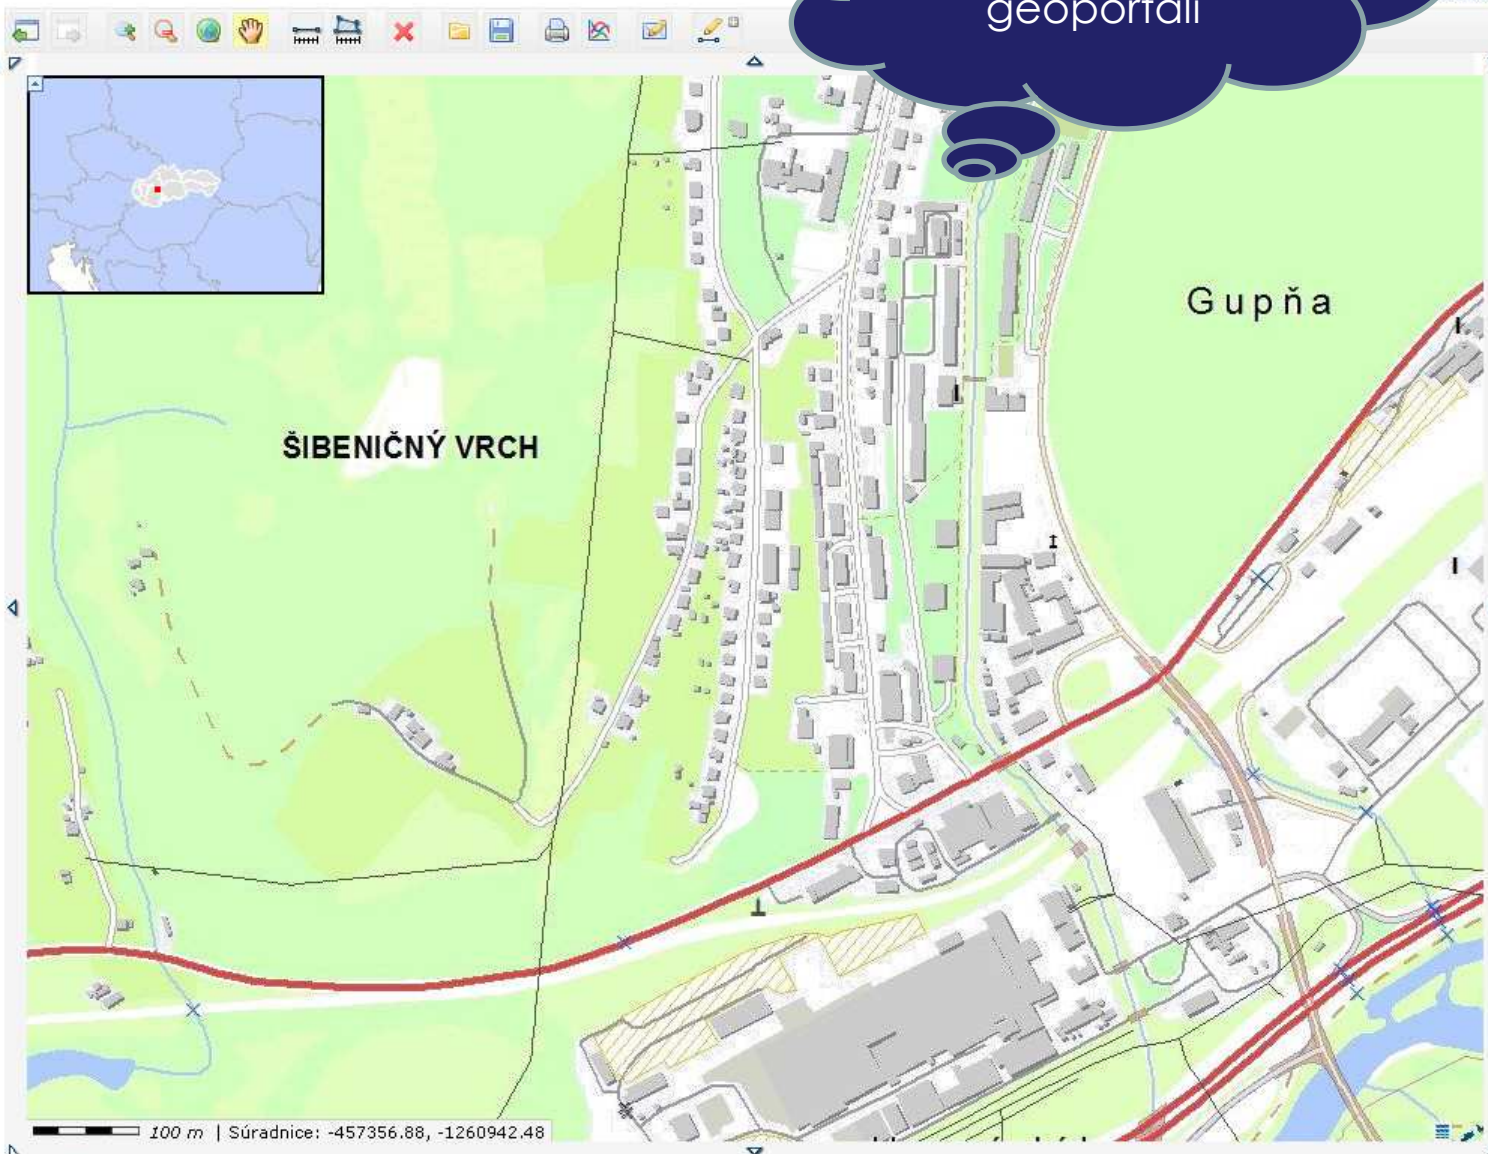 geoportáli
Gupňa
ŠIBENIČNÝ VRCH
100 m | Súradnice: -457356.88, -1260942.48